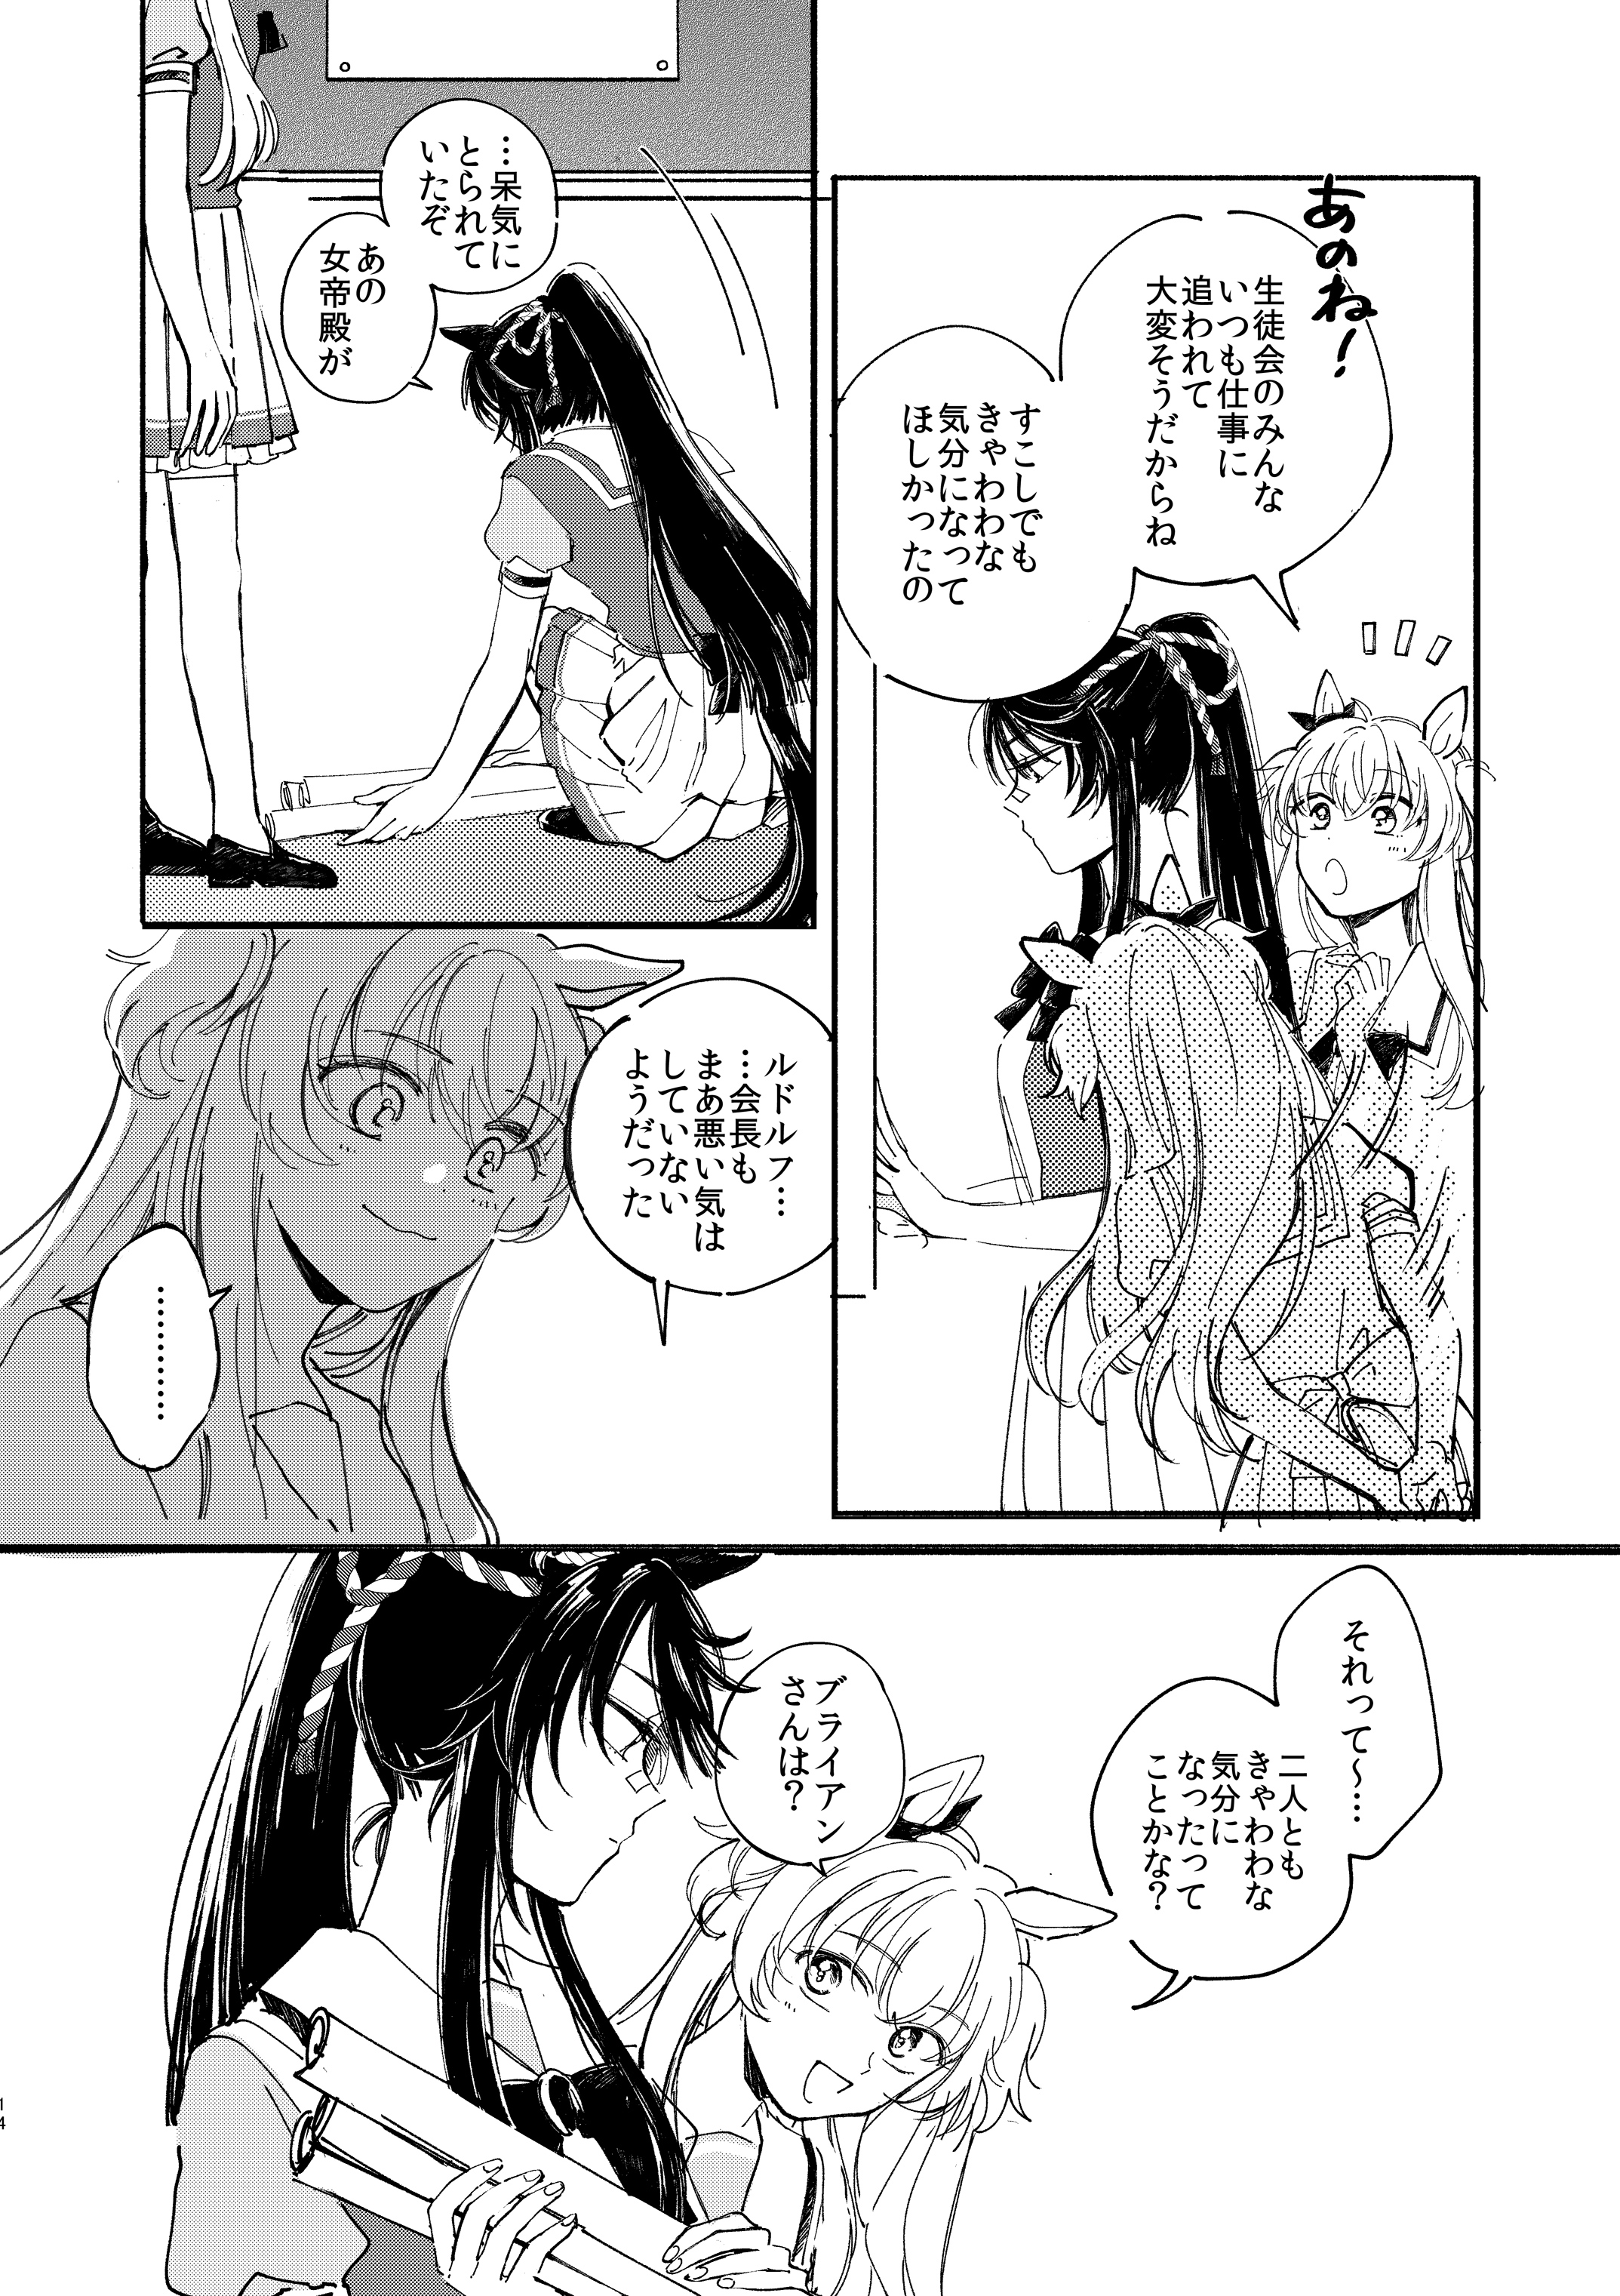 あのね！
生徒会のみんな
いつも仕事に
追われて
大変そうだからね
すこしでも
きゃわわな
気分になって
ほしかったの
…呆気に
とられて
いたぞ
あの
女帝殿が
ルドルフ…
…会長も
まあ悪い気は
していない
ようだった
…………
それって〜…
二人とも
きゃわわな
気分に
なったって
ことかな？
ブライアン
さんは？
14